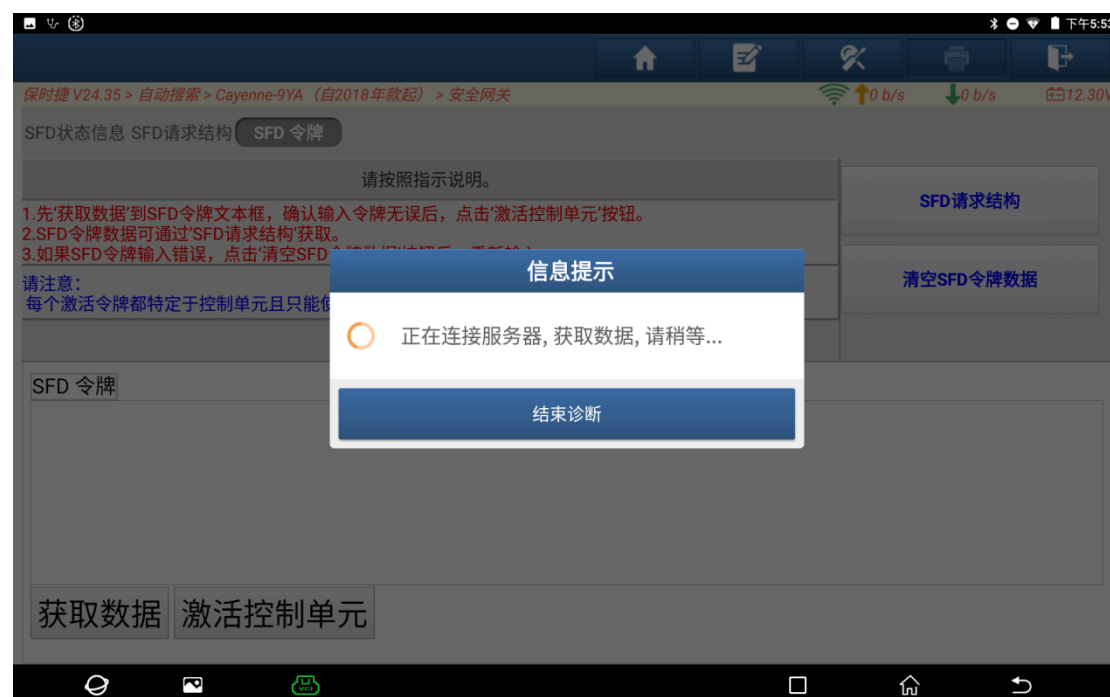 下午5:53
保时捷 V24.35 > 自动搜索 > Cayenne-9YA（自2018年款起）> 安全网关
0 b/s
0 b/s
12.30V
SFD状态信息 SFD请求结构 SFD 令牌
请按照指示说明。
1.先'获取数据'到SFD令牌文本框，确认输入令牌无误后，点击'激活控制单元'按钮。
2.SFD令牌数据可通过'SFD请求结构'获取。
3.如果SFD令牌输入错误，点击'清空SFD
请注意：
每个激活令牌都特定于控制单元且只能
SFD请求结构
清空SFD令牌数据
信息提示
正在连接服务器, 获取数据, 请稍等...
结束诊断
SFD 令牌
获取数据 激活控制单元
VCI